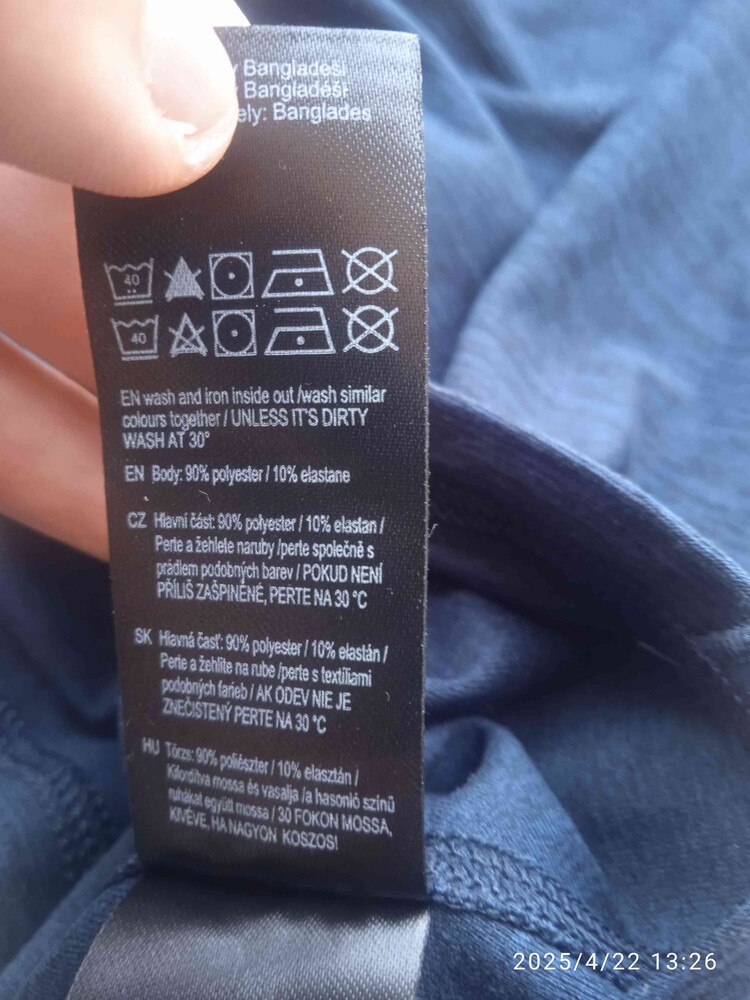 Bangladeši
Bangladéši
ely: Banglades
40
40
EN wash and iron inside out /wash similar
colours together / UNLESS IT'S DIRTY
WASH AT 30°
EN Body: 90% polyester / 10% elastane
CZ Hlavní část: 90% polyester / 10% elastan /
Perte a žehlete naruby /perte společně s
prádlem podobných barev / POKUD NENÍ
PŘÍLIŠ ZAŠPINĚNÉ, PERTE NA 30 °C
SK Hlavná časť: 90% polyester / 10% elastán /
Perte a žehlite na rube /perte s textíliami
podobných farieb / AK ODEV NIE JE
ZNEČISTENÝ PERTE NA 30 °C
HU Törzs: 90% poliészter / 10% elasztán /
Kifordítva mossa és vasalja /a hasonló színű
ruhákat együtt mossa / 30 FOKON MOSSA,
KIVÉVE, HA NAGYON KOSZOS!
2025/4/22 13:26